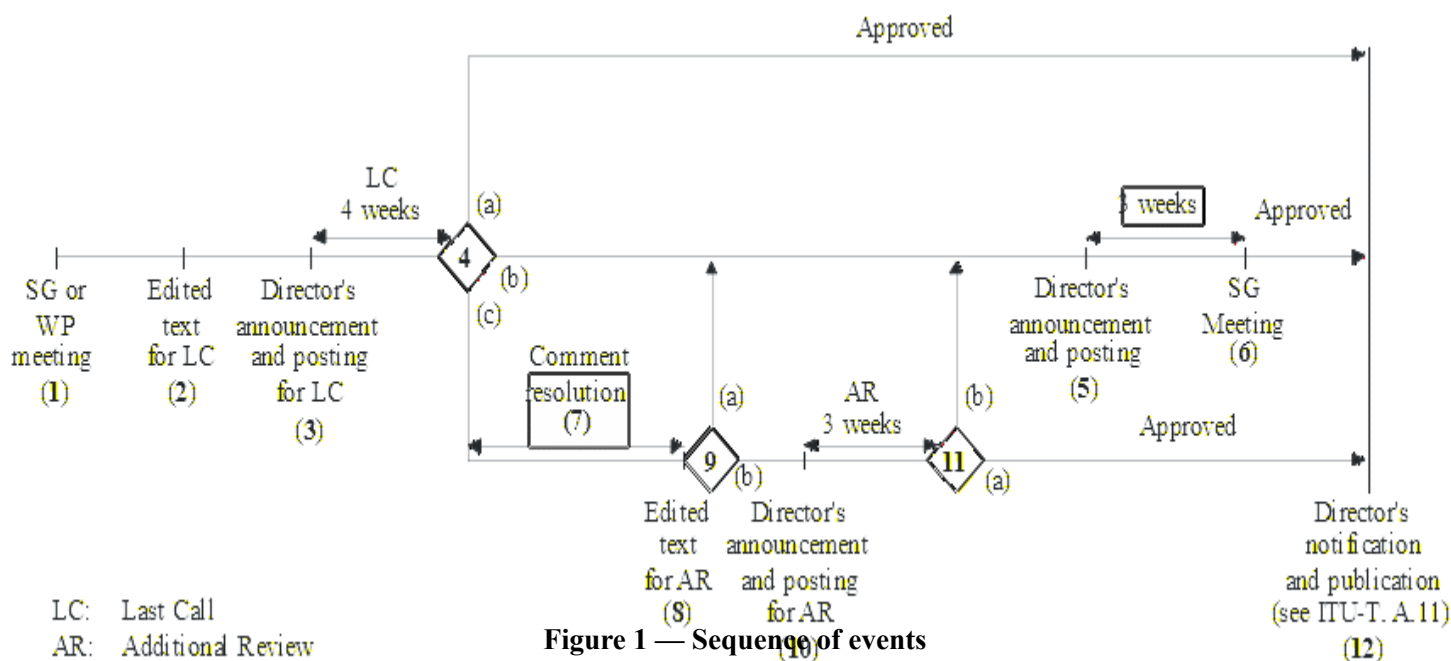 Approved
LC
4 weeks
(a)
3 weeks
Approved
4
(b)
(c)
SG or
WP
meeting
(1)
Edited
text
for LC
(2)
Director's
announcement
and posting
for LC
(3)
Director's
announcement
and posting
(5)
SG
Meeting
(6)
Comment
resolution
(7)
(a)
AR
3 weeks
(b)
Approved
9
(b)
11
(a)
Edited
text
for AR
(8)
Director's
announcement
and posting
for AR
(10)
Director's
notification
and publication
(see ITU-T. A.11)
(12)
LC: Last Call
AR: Additional Review
Figure 1 — Sequence of events